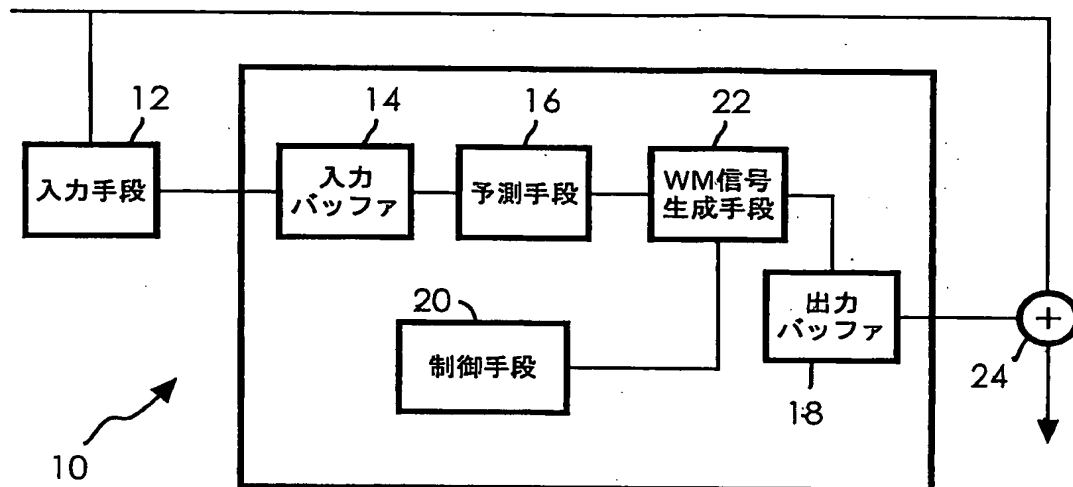 12
入力手段
14
入力
バッファ
16
予測手段
22
WM信号
生成手段
20
制御手段
出力
バッファ
18
+
24
10